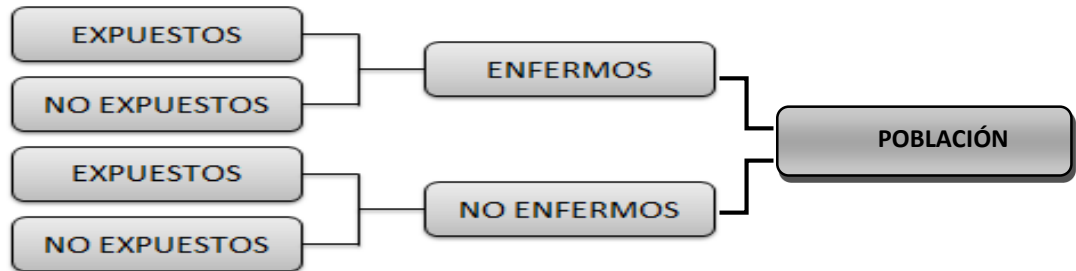 EXPUESTOS
NO EXPUESTOS
EXPUESTOS
NO EXPUESTOS
ENFERMOS
NO ENFERMOS
POBLACIÓN